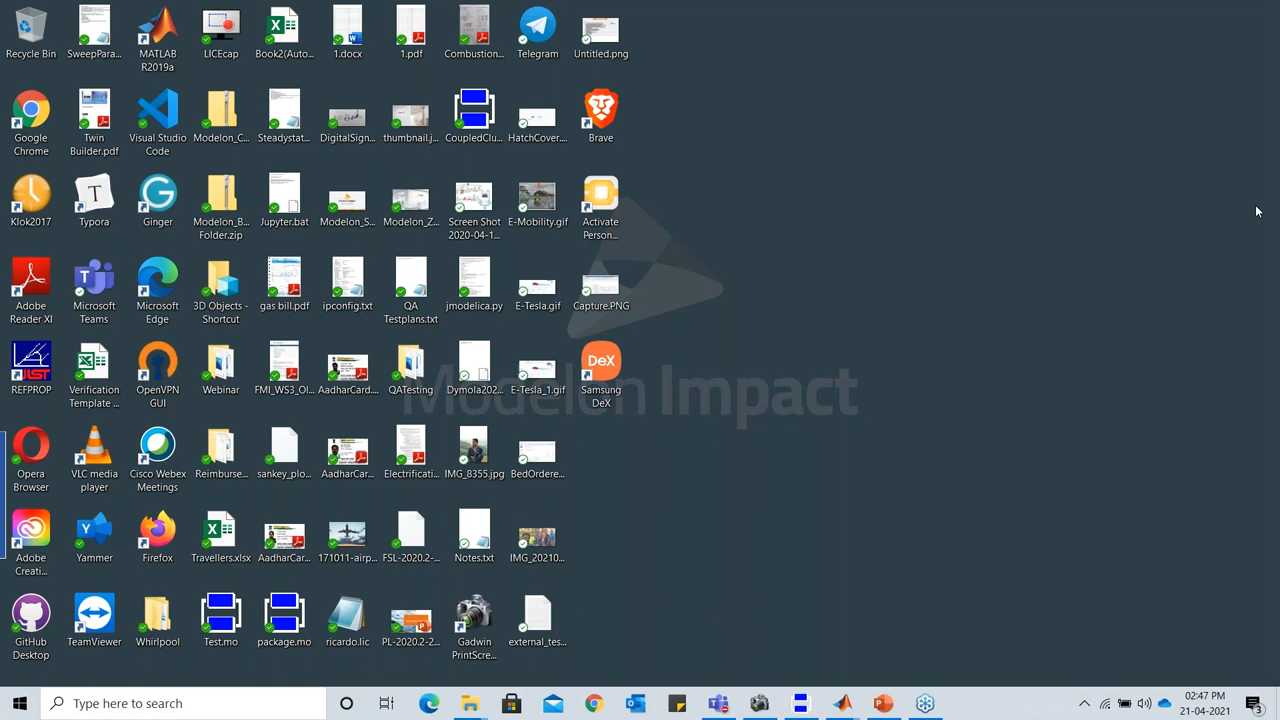 Recycle Bin
SweepPara...
MATLAB
R2019a
LICEcap
Book2(Auto...
1.docx
1.pdf
Combustion...
Telegram
Untitled.png
Google
Chrome
Twin
Builder.pdf
Visual Studio
Code
Modelon_C...
Steadystat...
DigitalSign...
thumbnail.j...
CoupledClu...
HatchCover....
Brave
Rlok2017
T
Typora
Ginger
Modelon_B...
Folder.zip
Jupyter.bat
Modelon_S...
Modelon_Z...
Screen Shot
2020-04-1...
E-Mobility.gif
Activate
Person...
Adobe
Reader XI
Microsoft
Teams
Microsoft
Edge
3D Objects -
Shortcut
gas bill.pdf
ipconfig.txt
QA
Testplans.txt
jmodelica.py
E-Tesla.gif
Capture.PNG
REFPROP
Verification
Template ...
OpenVPN
GUI
Webinar
FMI_WS3_Ol...
AadharCard....
QATesting
Dymola202...
E-Tesla_1.gif
DeX
Samsung
DeX
Modelon Impact
Opera
Browser
VLC media
player
Cisco Webex
Meetings
Reimburse...
sankey_plo...
AadharCar...
Electrificati...
IMG_8355.jpg
BedOrdere...
Adobe
Creati...
Yammer
Firefox
Travellers.xlsx
AadharCar...
171011-airp...
FSL-2020.2-...
Notes.txt
IMG_20210...
GitHub
Desktop
TeamViewer
Whirlpool
Test.mo
package.mo
ricardo.lic
PL-2020.2-2...
Gadwin
PrintScre...
external_tes...
Type here to search
02:47 PM
21-04-2021
3